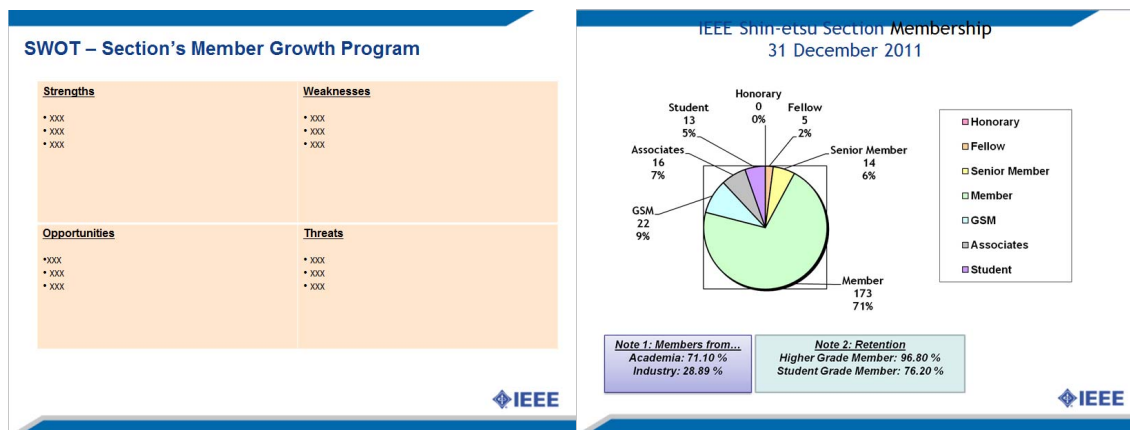 SWOT – Section's Member Growth Program
Strengths
• xxx
• xxx
• xxx
Weaknesses
• xxx
• xxx
• xxx
Opportunities
•xxx
• xxx
• xxx
Threats
• xxx
• xxx
• xxx
IEEE
IEEE Shin-etsu Section Membership
31 December 2011
Honorary
0
0%
Fellow
5
2%
Senior Member
14
6%
Member
173
71%
GSM
22
9%
Associates
16
7%
Student
13
5%
Honorary
Fellow
Senior Member
Member
GSM
Associates
Student
Note 1: Members from...
Academia: 71.10 %
Industry: 28.89 %
Note 2: Retention
Higher Grade Member: 96.80 %
Student Grade Member: 76.20 %
IEEE